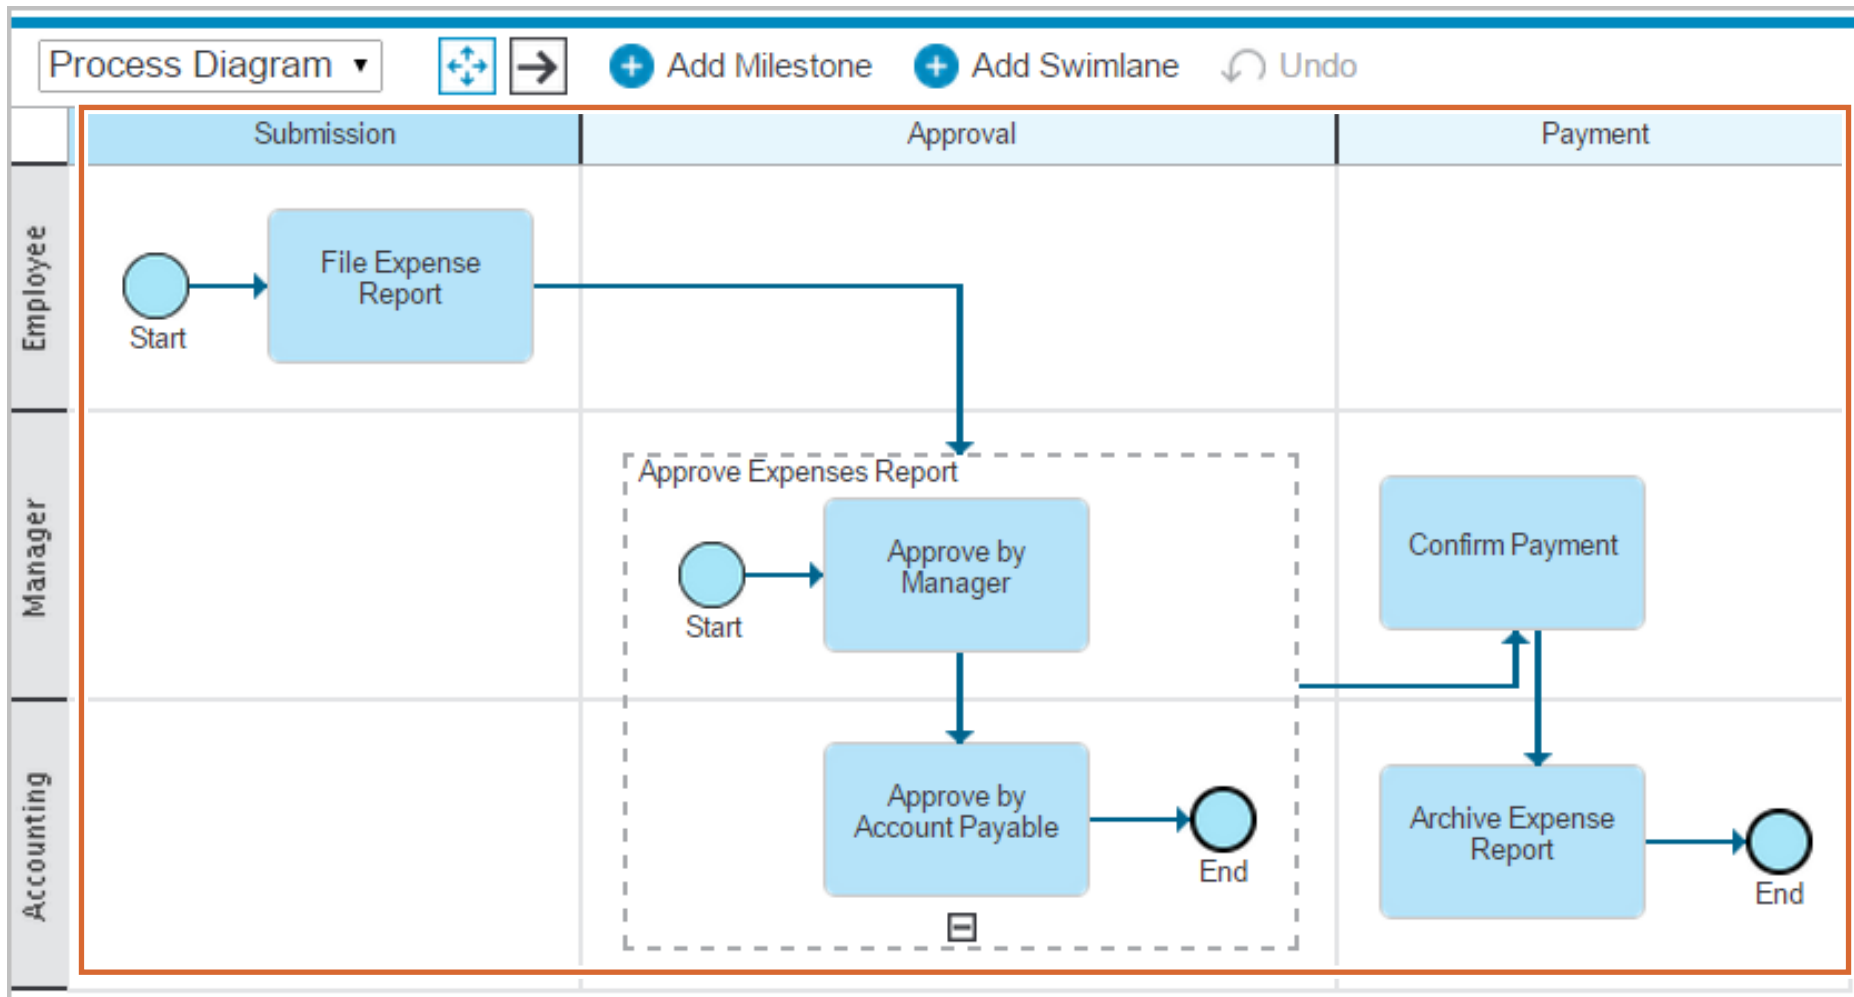 Process Diagram
Add Milestone
Add Swimlane
Undo
Submission
Approval
Payment
Employee
Start
File Expense
Report
Manager
Approve Expenses Report
Start
Approve by
Manager
Confirm Payment
Accounting
Approve by
Account Payable
End
Archive Expense
Report
End